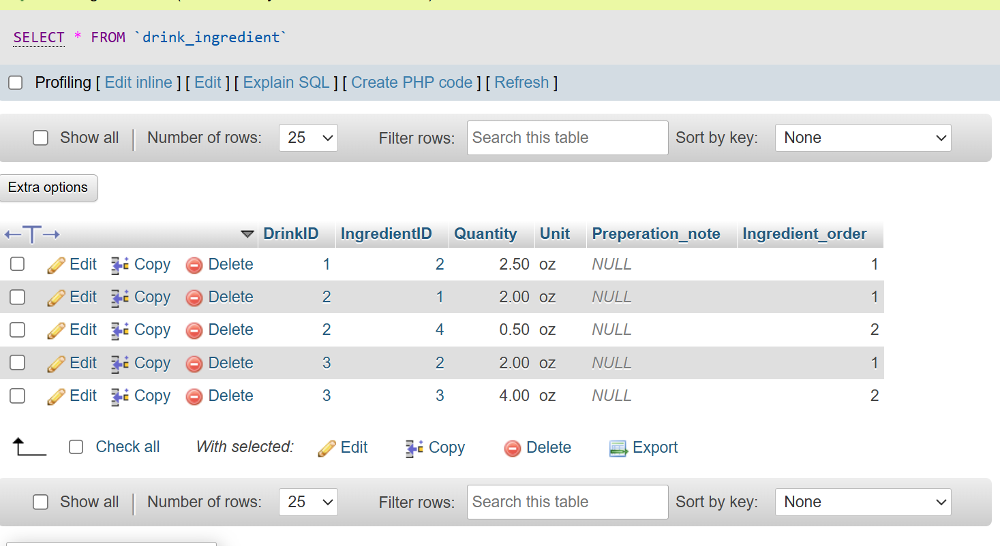 SELECT * FROM `drink_ingredient`
Profiling [ Edit inline ] [ Edit ] [ Explain SQL ] [ Create PHP code ] [ Refresh ]
Show all Number of rows: 25 Filter rows: Search this table Sort by key: None
Extra options
DrinkID IngredientID Quantity Unit Preperation_note Ingredient_order
Edit Copy Delete 1 2 2.50 oz NULL 1
Edit Copy Delete 2 1 2.00 oz NULL 1
Edit Copy Delete 2 4 0.50 oz NULL 2
Edit Copy Delete 3 2 2.00 oz NULL 1
Edit Copy Delete 3 3 4.00 oz NULL 2
Check all With selected: Edit Copy Delete Export
Show all Number of rows: 25 Filter rows: Search this table Sort by key: None